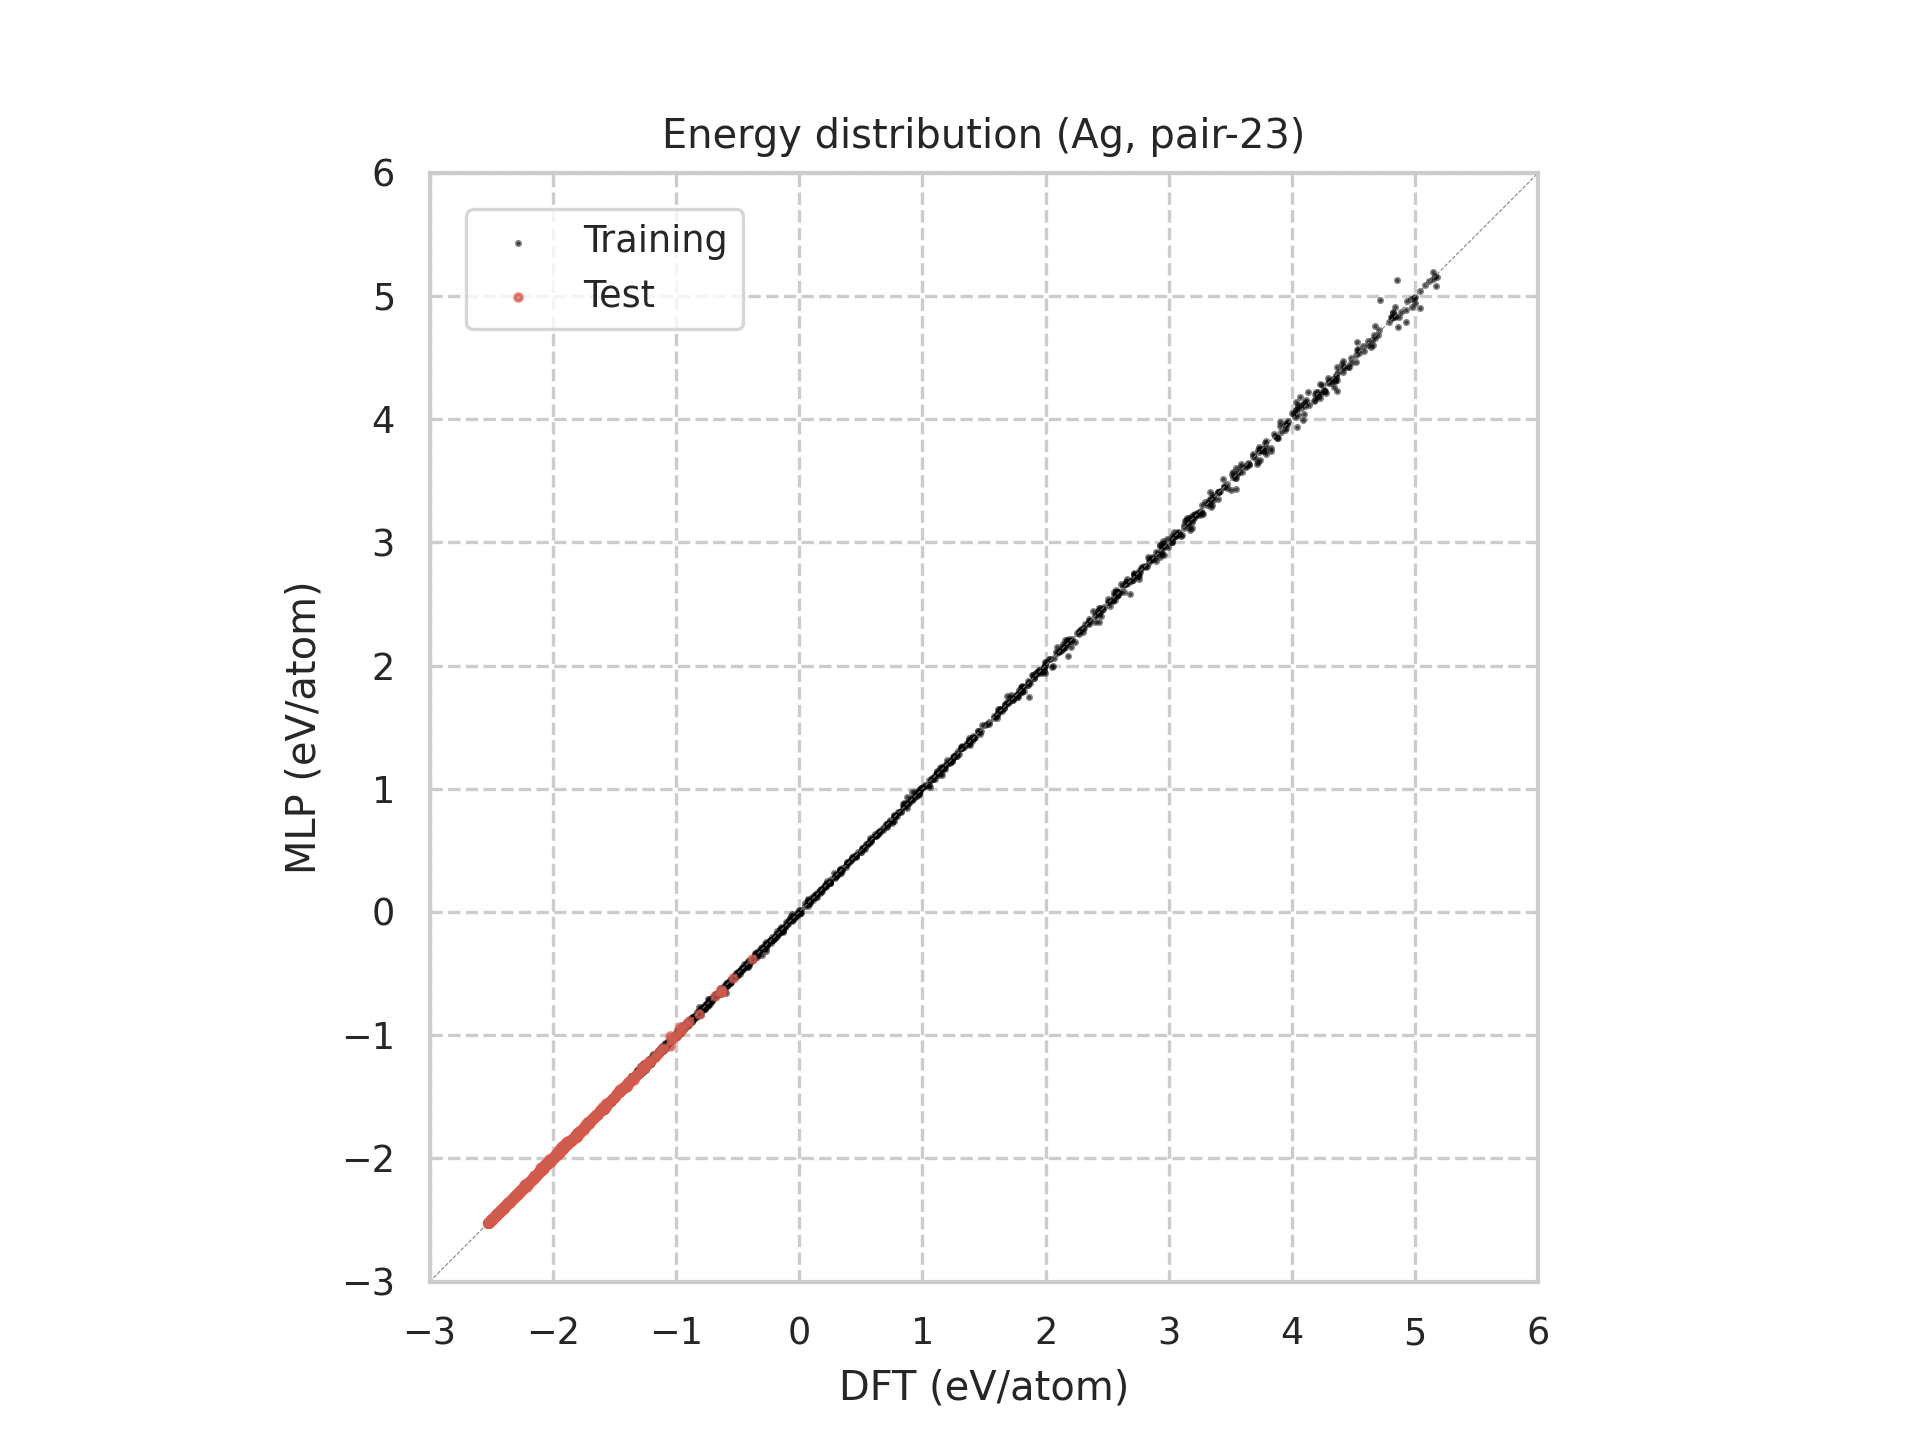 Energy distribution (Ag, pair-23)
6
5
4
3
2
1
0
−1
−2
−3
Training
Test
MLP (eV/atom)
−3 −2 −1 0 1 2 3 4 5 6
DFT (eV/atom)